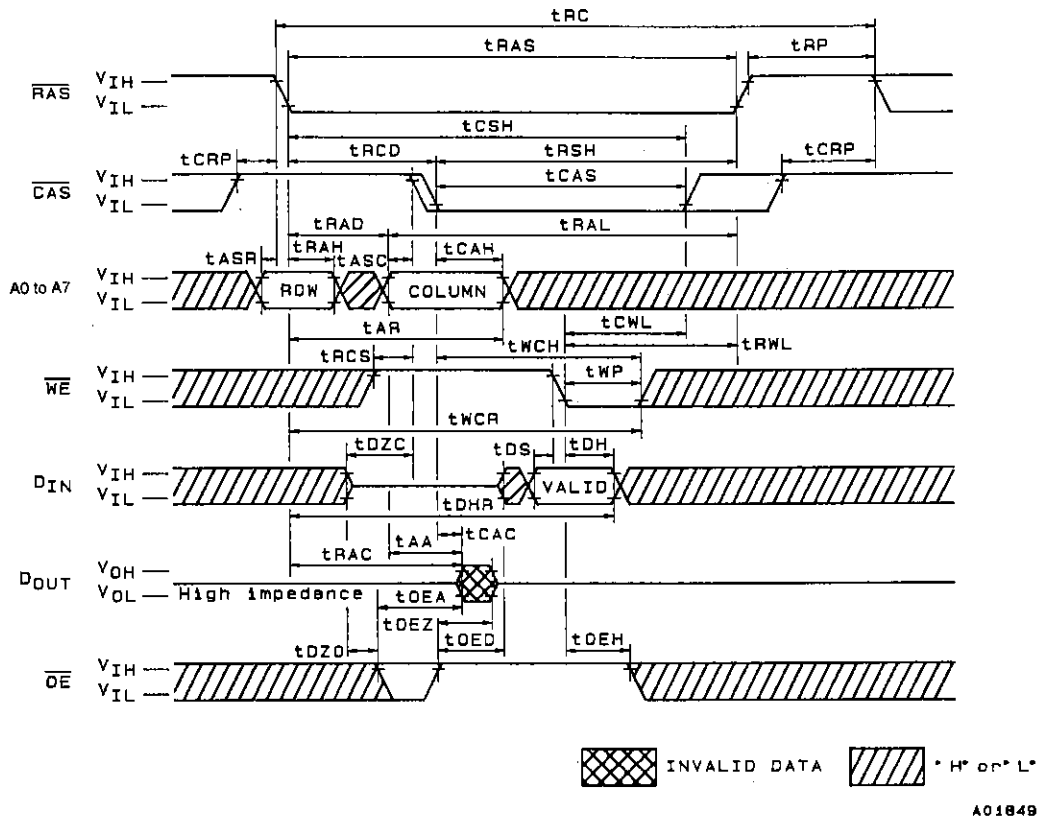 tRC
tRAS
tRP
RAS
VIH
VIL
tCSH
tCRP
tRCD
tRSH
tCRP
CAS
VIH
VIL
tCAS
tRAD
tRAL
tASR
tRAH
tASC
tCAH
A0 to A7
VIH
VIL
ROW
COLUMN
tAR
tCWL
tRCS
tWCH
tRWL
WE
VIH
VIL
tWP
tWCR
tDZC
tDS
tDH
DIN
VIH
VIL
VALID
tDHR
tCAC
tAA
tRAC
DOUT
VOH
VOL
High impedance
tOEA
tOEZ
tDZO
tOED
tOEH
OE
VIH
VIL
INVALID DATA
"H" or "L"
A01849